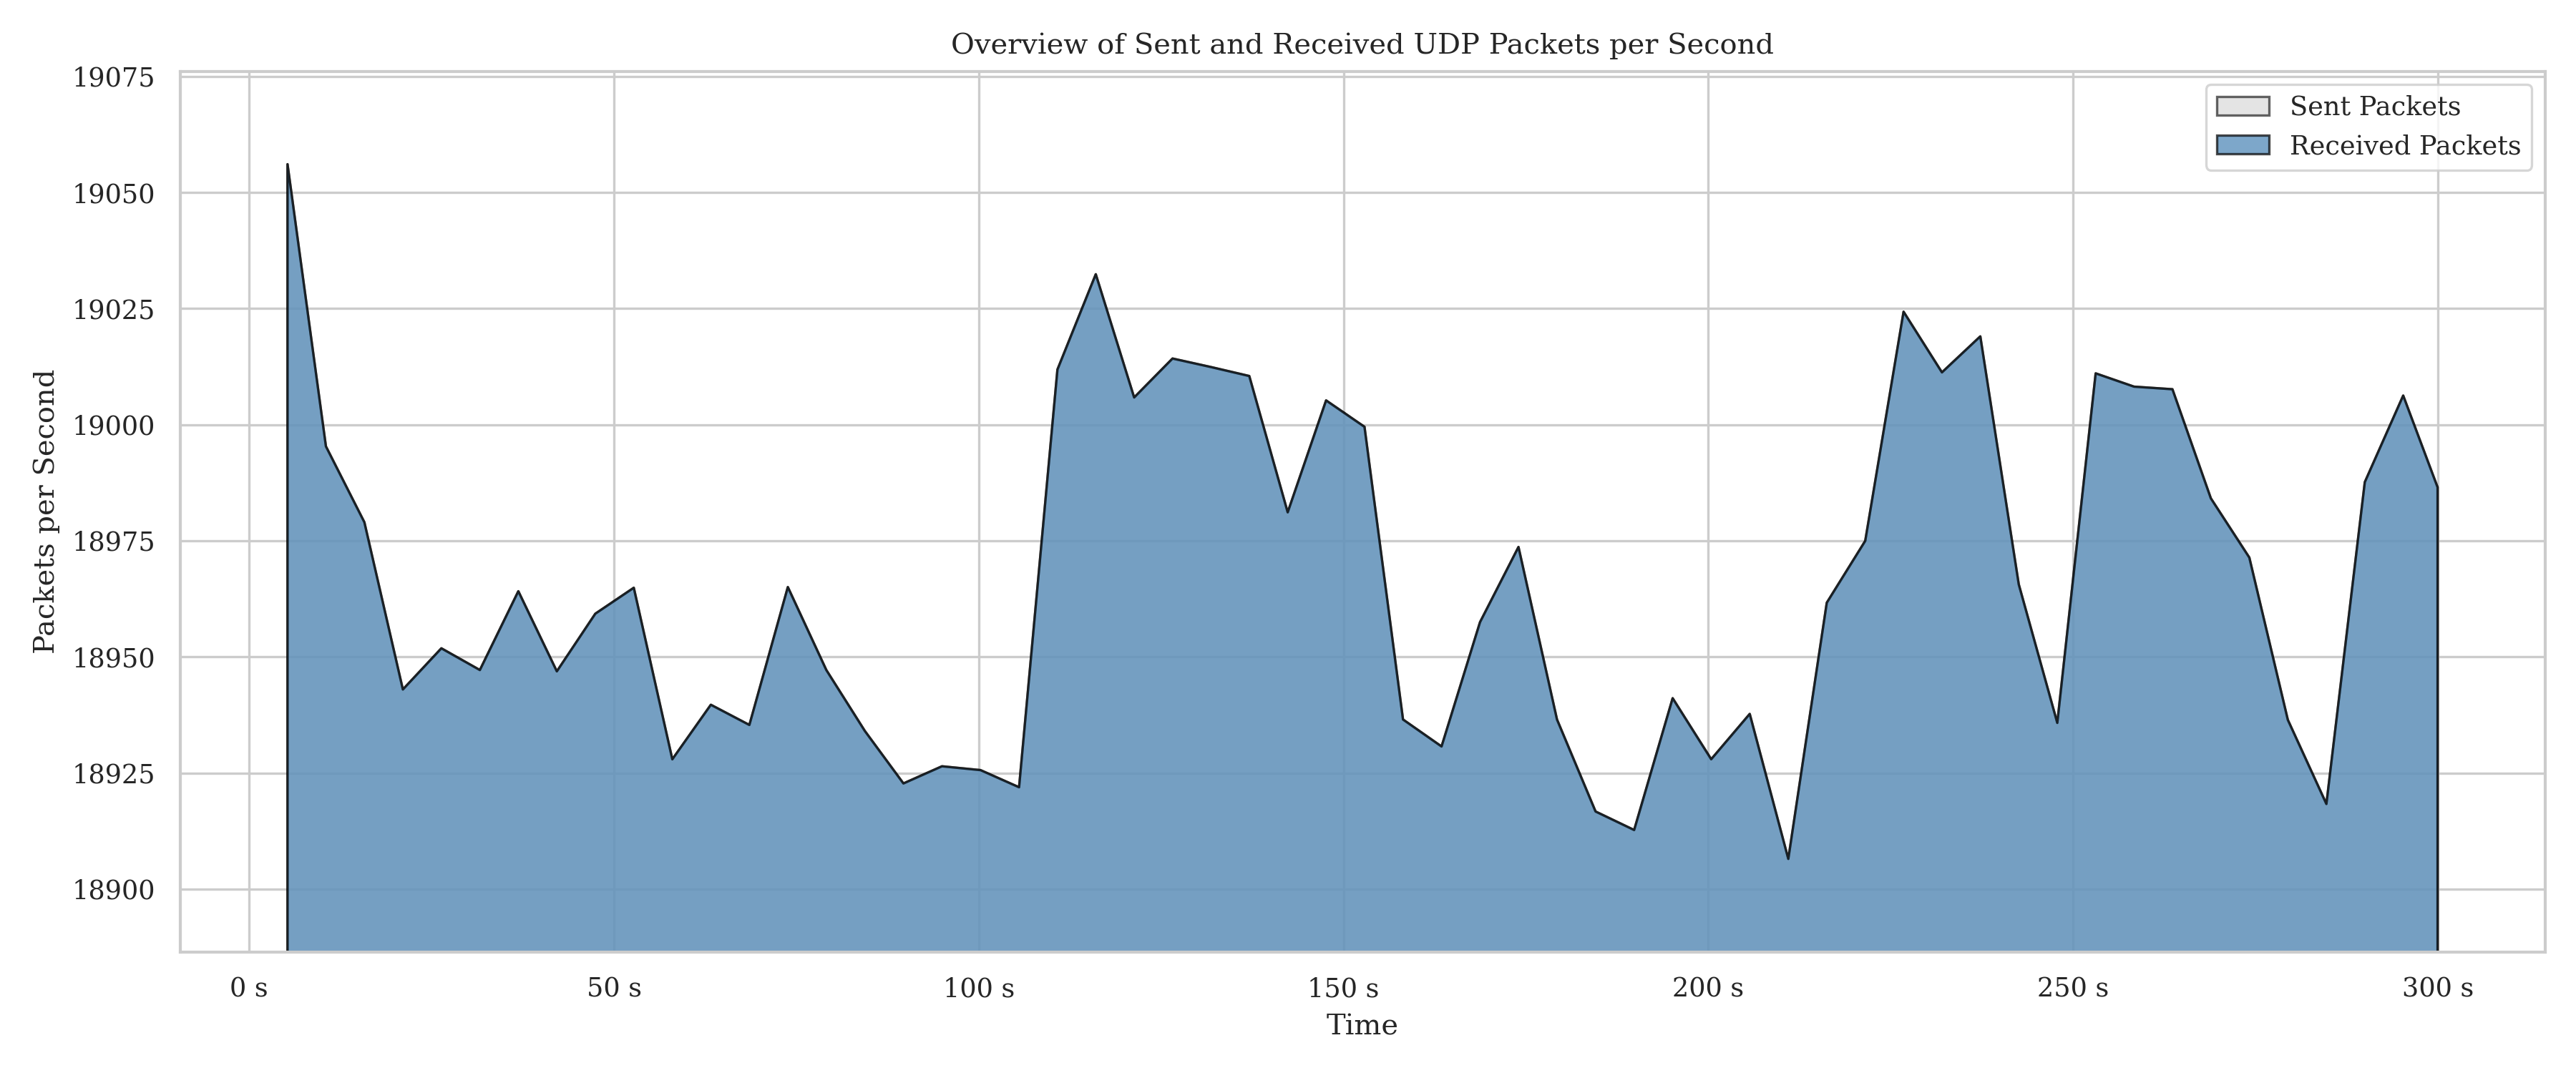 Overview of Sent and Received UDP Packets per Second
Sent Packets
Received Packets
Packets per Second
19075
19050
19025
19000
18975
18950
18925
18900
0 s
50 s
100 s
150 s
200 s
250 s
300 s
Time